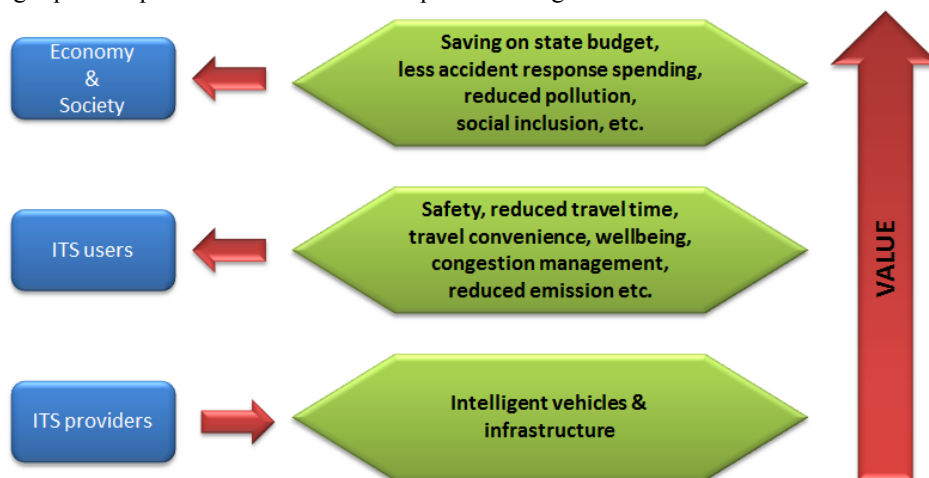 Economy
&
Society
Saving on state budget,
less accident response spending,
reduced pollution,
social inclusion, etc.
ITS users
Safety, reduced travel time,
travel convenience, wellbeing,
congestion management,
reduced emission etc.
ITS providers
Intelligent vehicles &
infrastructure
VALUE